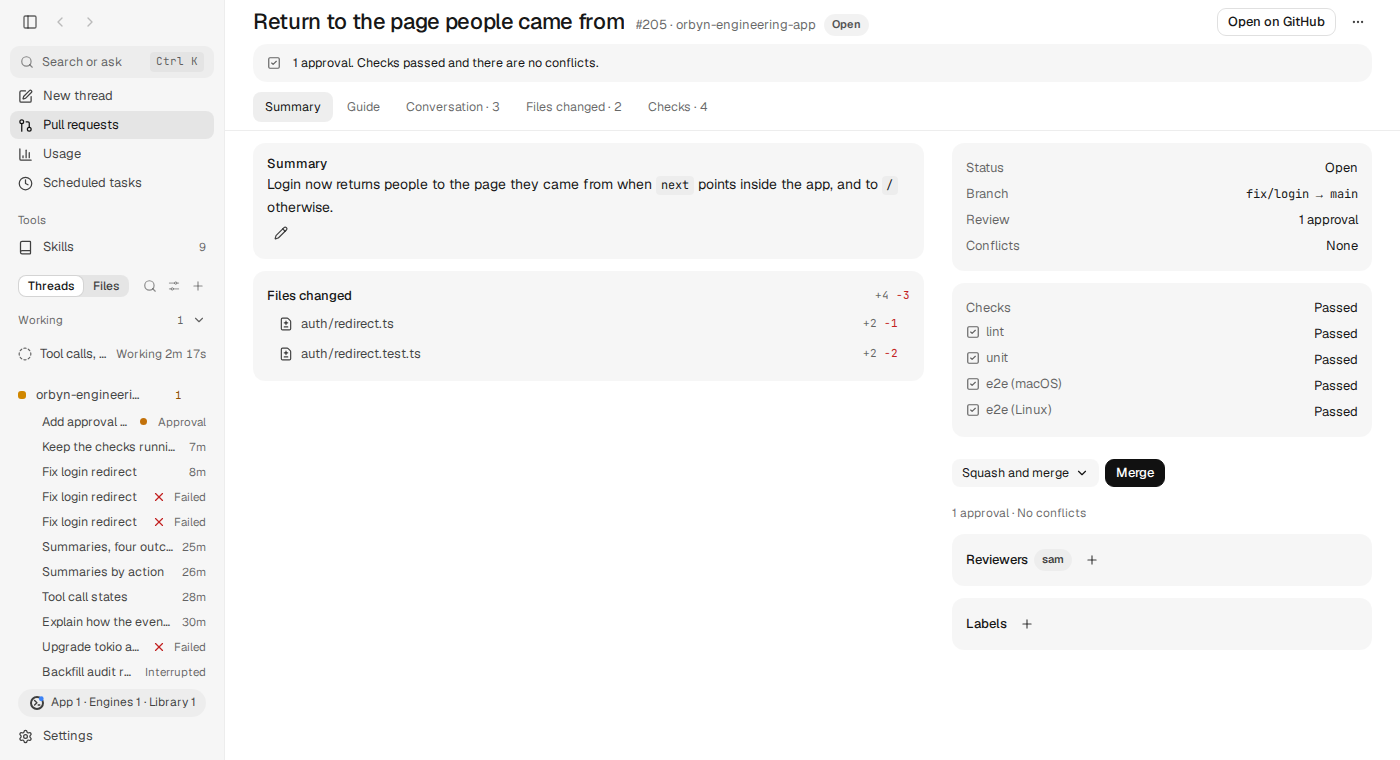 Search or ask Ctrl K
New thread
Pull requests
Usage
Scheduled tasks
Tools
Skills 9
Threads Files
Working 1
Tool calls, ... Working 2m 17s
orbyn-engineeri... 1
Add approval ... Approval
Keep the checks runni... 7m
Fix login redirect 8m
Fix login redirect Failed
Fix login redirect Failed
Summaries, four outc... 25m
Summaries by action 26m
Tool call states 28m
Explain how the even... 30m
Upgrade tokio a... Failed
Backfill audit r... Interrupted
App 1 · Engines 1 · Library 1
Settings
Return to the page people came from #205 · orbyn-engineering-app Open
Open on GitHub
1 approval. Checks passed and there are no conflicts.
Summary Guide Conversation · 3 Files changed · 2 Checks · 4
Summary
Login now returns people to the page they came from when next points inside the app, and to /
otherwise.
Files changed +4 -3
auth/redirect.ts +2 -1
auth/redirect.test.ts +2 -2
Status Open
Branch fix/login → main
Review 1 approval
Conflicts None
Checks Passed
lint Passed
unit Passed
e2e (macOS) Passed
e2e (Linux) Passed
Squash and merge Merge
1 approval · No conflicts
Reviewers sam
Labels